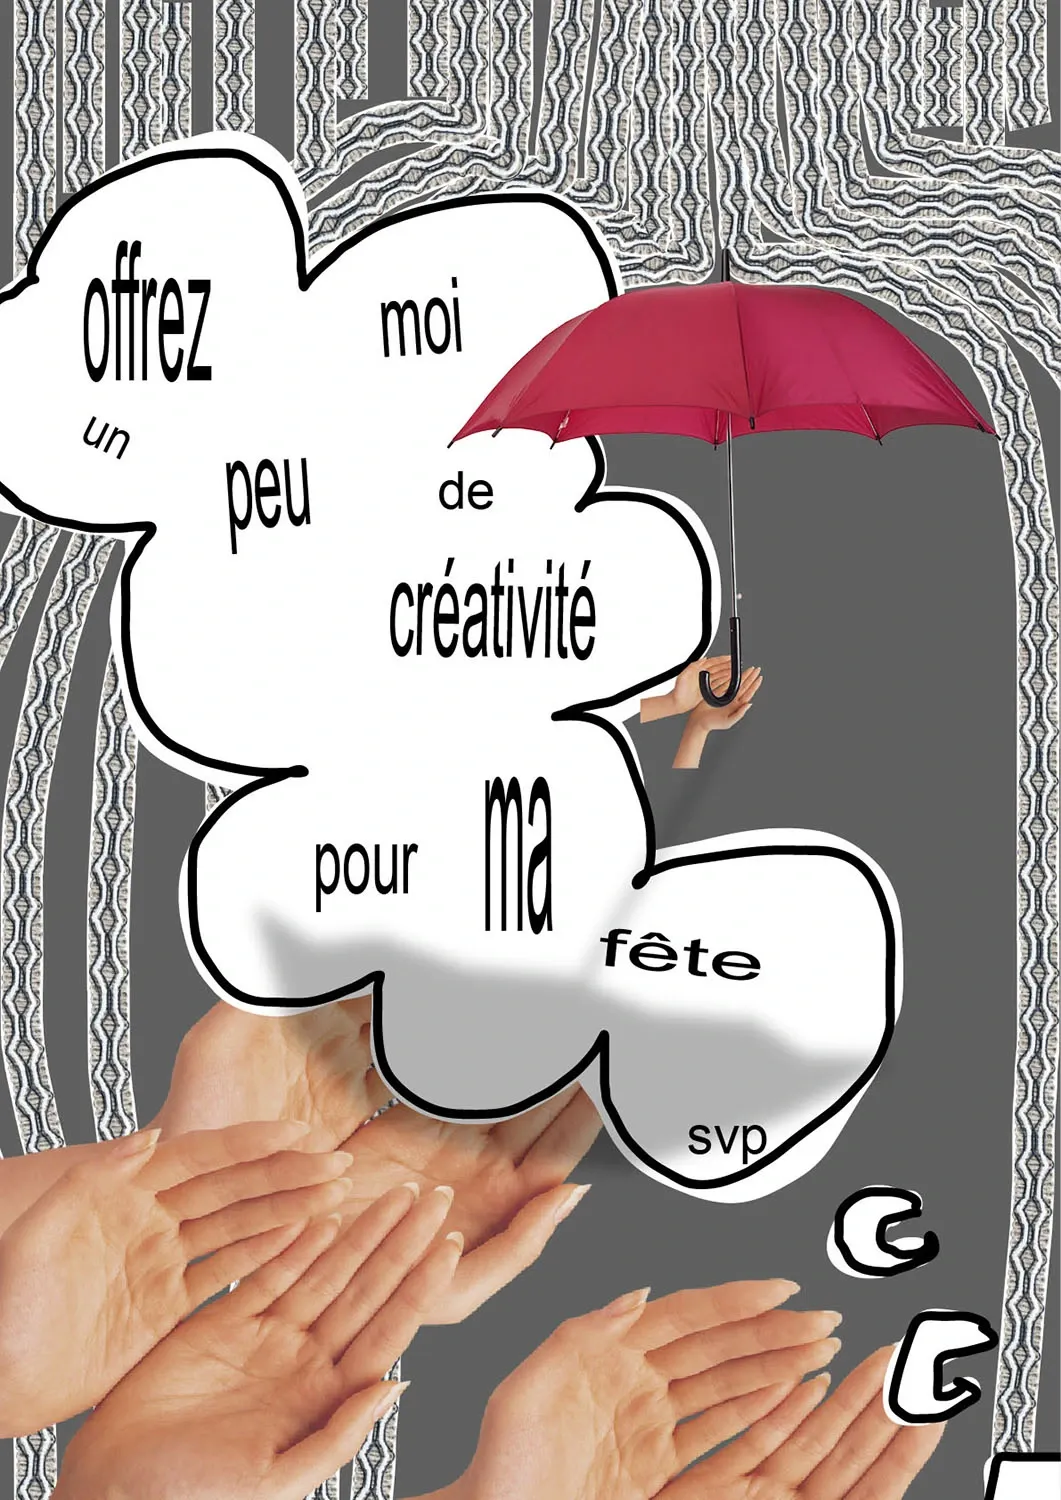 offrez moi
un peu de
créativité
pour ma
fête
svp